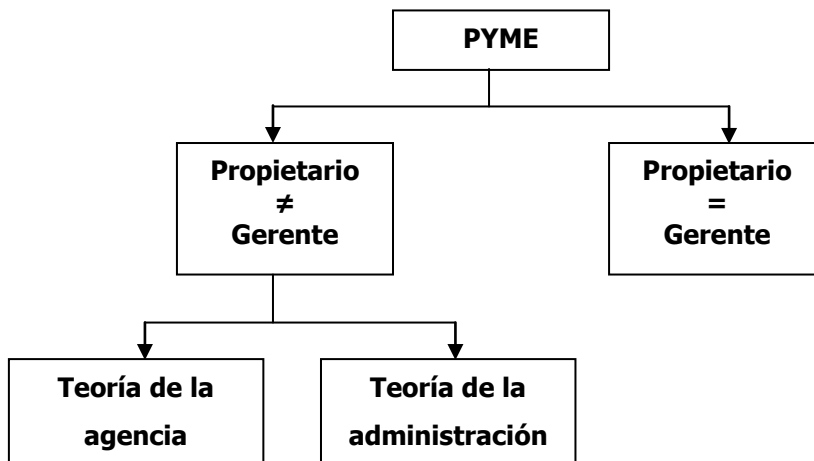 PYME
Propietario
≠
Gerente
Propietario
=
Gerente
Teoría de la
agencia
Teoría de la
administración